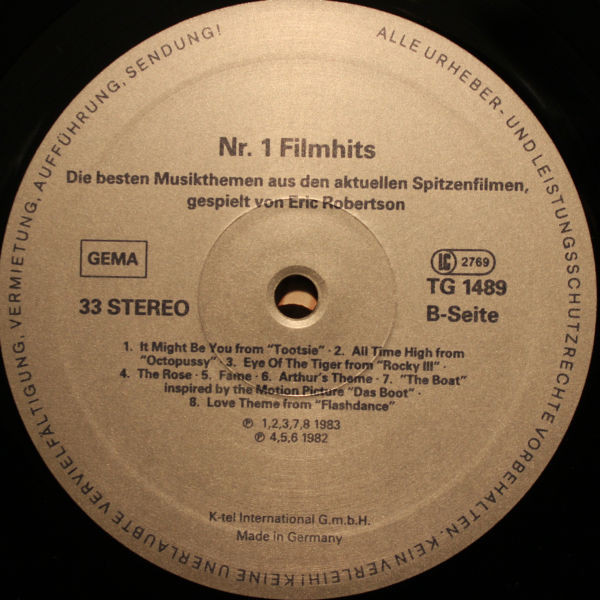 ALLE URHEBER- UND LEISTUNGSSCHUTZRECHTE VORBEHALTEN. KEIN VERLEIH! KEINE UNERLAUBTE VERVIELFÄLTIGUNG, VERMIETUNG, AUFFÜHRUNG, SENDUNG!
Nr. 1 Filmhits
Die besten Musikthemen aus den aktuellen Spitzenfilmen,
gespielt von Eric Robertson
GEMA
LC 2769
33 STEREO
TG 1489
B-Seite
1. It Might Be You from "Tootsie" · 2. All Time High from
"Octopussy" · 3. Eye Of The Tiger from "Rocky III" ·
4. The Rose · 5. Fame · 6. Arthur's Theme · 7. "The Boat"
inspired by the Motion Picture "Das Boot" ·
8. Love Theme from "Flashdance"
℗ 1,2,3,7,8 1983
℗ 4,5,6 1982
K-tel International G.m.b.H.
Made in Germany